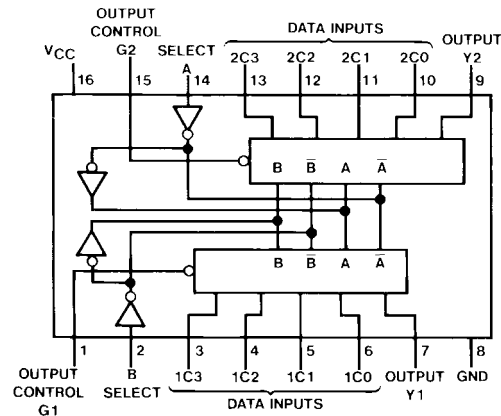 OUTPUT
CONTROL
G2
SELECT
A
DATA INPUTS
OUTPUT
Y2
VCC
2C3 2C2 2C1 2C0
16 15 14 13 12 11 10 9
B B̅ A A̅
B B̅ A A̅
1 2 3 4 5 6 7 8
OUTPUT
CONTROL
G1
B
SELECT
1C3 1C2 1C1 1C0
DATA INPUTS
OUTPUT
Y1
GND